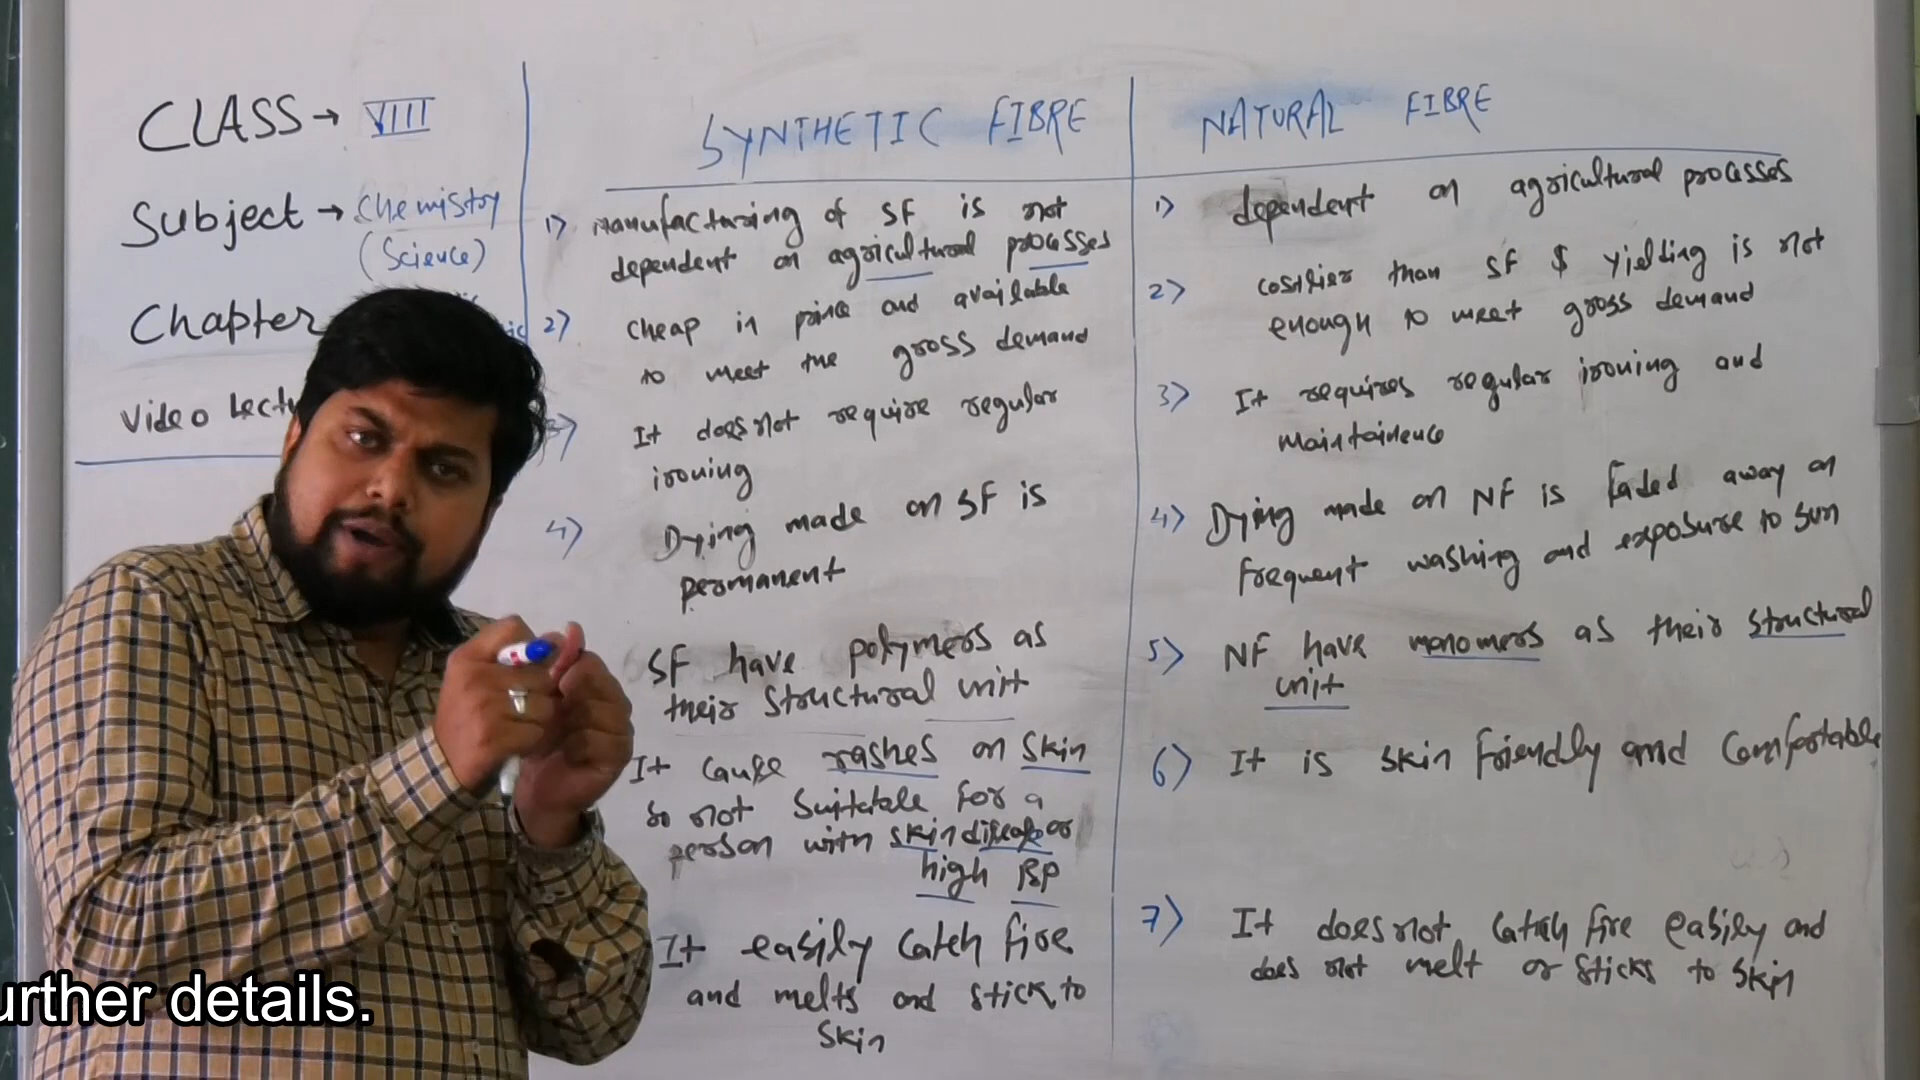 CLASS → VIII
Subject → Chemistry
(Science)
Chapter
Video Lectu
SYNTHETIC FIBRE
1) Manufacturing of SF is not
dependent on agricultural processes
2) Cheap in price and available
to meet the gross demand
3) It does not require regular
ironing
4) Dying made on SF is
permanent
SF have polymers as
their structural unit
It cause rashes on skin
So not Suitable for a
person with skin disease or
high BP
It easily catch fire
and melts and stick to
Skin
NATURAL FIBRE
1) dependent on agricultural processes
2) costlier than SF $ yielding is not
enough to meet gross demand
3) It requires regular ironing and
maintainence
4) Dying made on NF is faded away on
frequent washing and exposure to sun
5) NF have monomers as their structural
unit
6) It is skin friendly and Comfortable
7) It does not catch fire easily and
does not melt or sticks to skin
urther details.